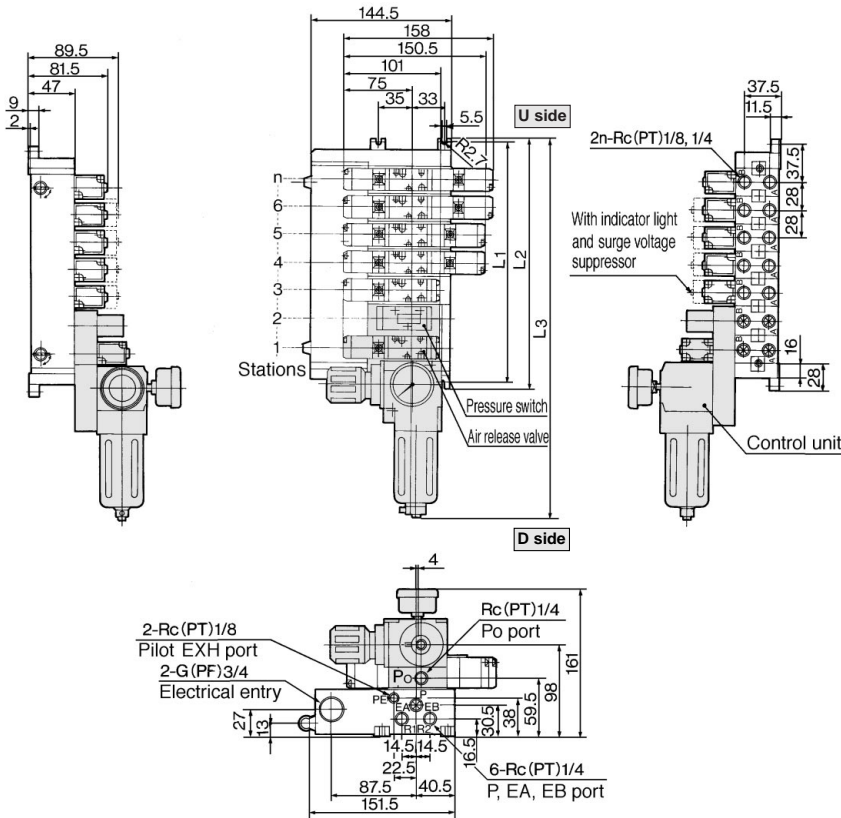 144.5
158
150.5
101
75
35
33
5.5
R2.7
U side
89.5
81.5
47
9
2
n
6
5
4
3
2
1
Stations
L1
L2
L3
Pressure switch
Air release valve
D side
37.5
11.5
2n-Rc(PT)1/8, 1/4
37.5
28
28
With indicator light
and surge voltage
suppressor
B
A
B
A
A
B
A
B
A
B
A
B
A
16
28
Control unit
4
2-Rc(PT)1/8
Pilot EXH port
2-G(PF)3/4
Electrical entry
Rc(PT)1/4
Po port
Po
P
PE
EA
EB
R1
R2
27
13
14.5
14.5
22.5
87.5
40.5
151.5
16.5
30.5
38
59.5
98
161
6-Rc(PT)1/4
P, EA, EB port